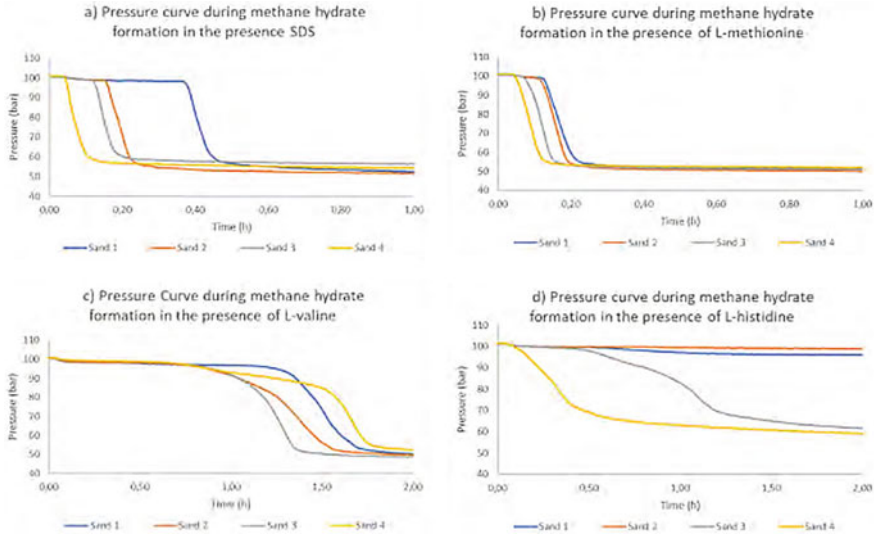 a) Pressure curve during methane hydrate
formation in the presence SDS
Pressure (bar)
110
100
90
80
70
60
50
40
0,00 0,20 0,40 0,60 0,80 1,00
Time (h)
Sand 1 Sand 2 Sand 3 Sand 4
b) Pressure curve during methane hydrate
formation in the presence of L-methionine
Pressure (bar)
110
100
90
80
70
60
50
40
0,00 0,20 0,40 0,60 0,80 1,00
Time (h)
Sand 1 Sand 2 Sand 3 Sand 4
c) Pressure Curve during methane hydrate
formation in the presence of L-valine
Pressure (bar)
110
100
90
80
70
60
50
40
0,00 0,50 1,00 1,50 2,00
Time (h)
Sand 1 Sand 2 Sand 3 Sand 4
d) Pressure curve during methane hydrate
formation in the presence of L-histidine
Pressure (bar)
110
100
90
80
70
60
50
40
0,00 0,50 1,00 1,50 2,00
Time (h)
Sand 1 Sand 2 Sand 3 Sand 4